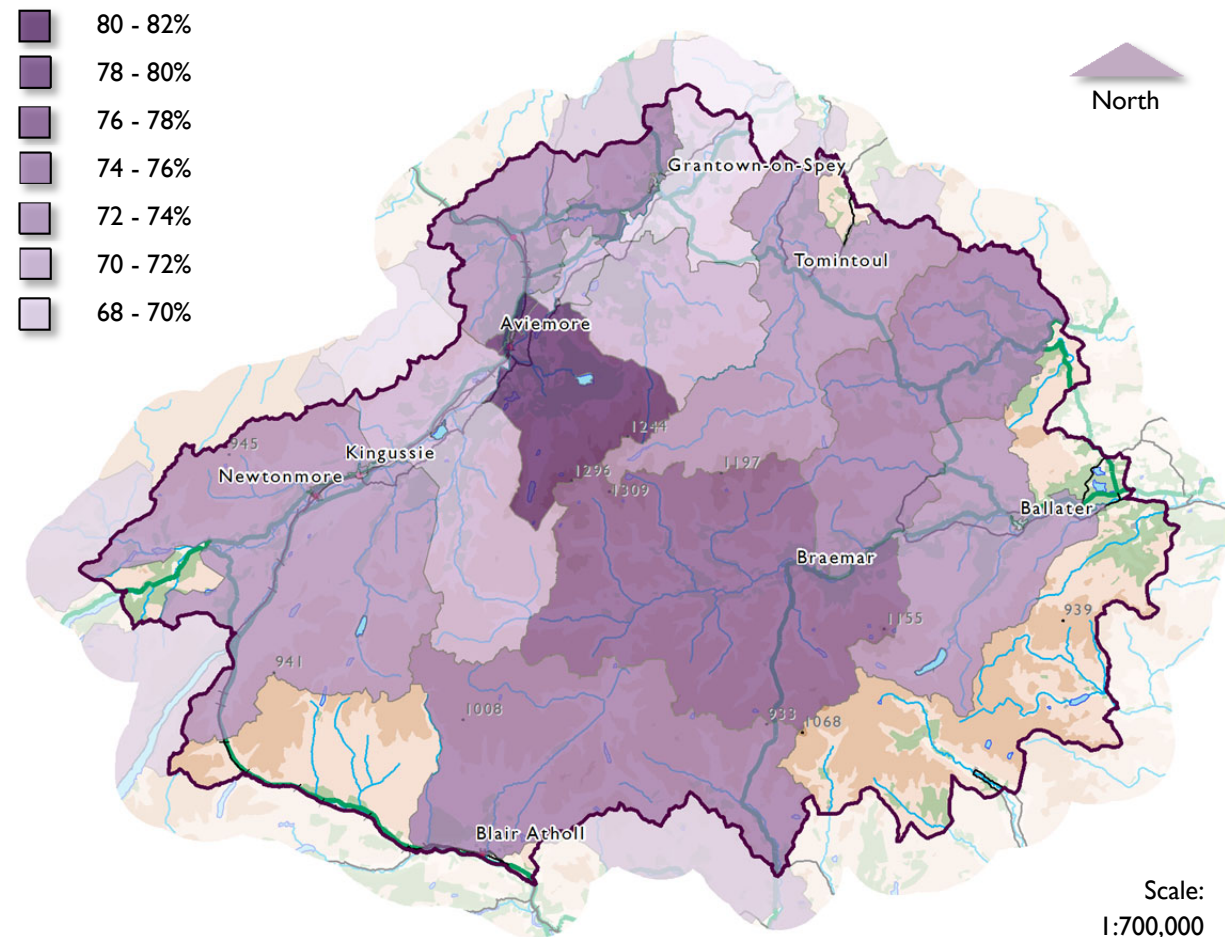 80 - 82%
78 - 80%
76 - 78%
74 - 76%
72 - 74%
70 - 72%
68 - 70%
North
Grantown-on-Spey
Tomintoul
Aviemore
1244
945
Kingussie
1197
Newtonmore
1296
1309
Ballater
Braemar
939
1155
941
1008
933
1068
Blair Atholl
Scale:
1:700,000